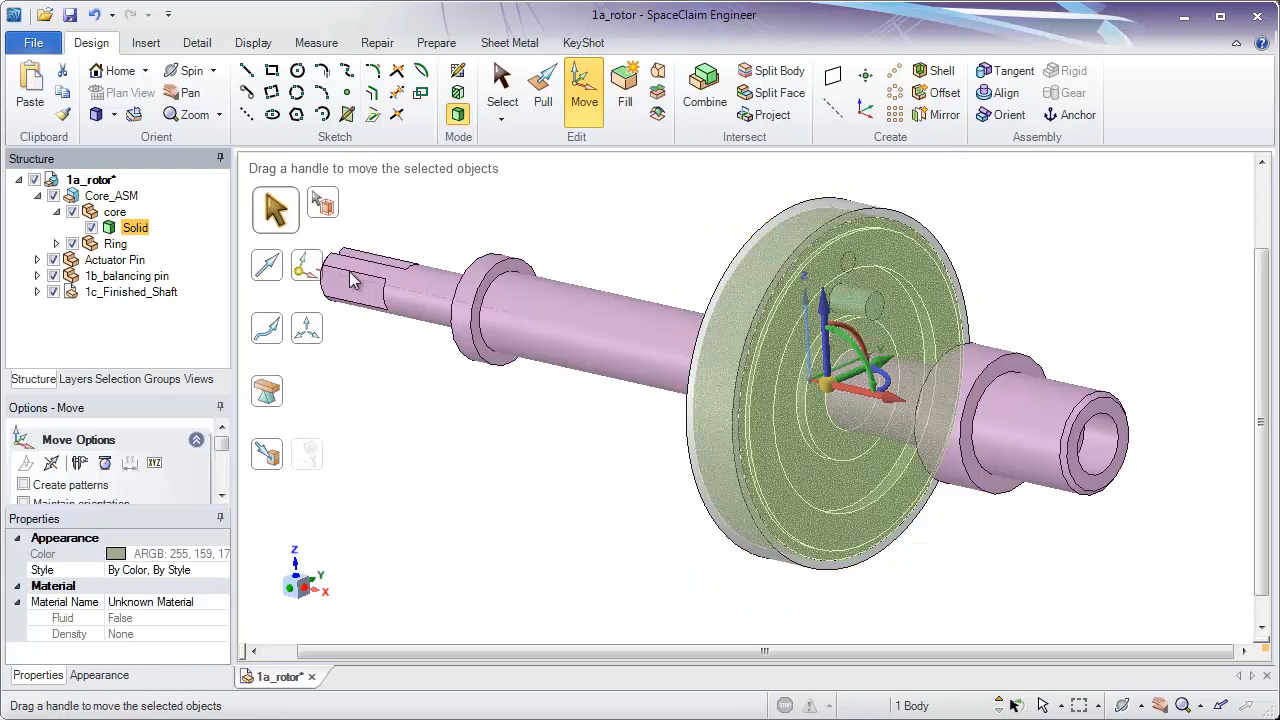 1a_rotor - SpaceClaim Engineer
File Design Insert Detail Display Measure Repair Prepare Sheet Metal KeyShot
Home Spin Select Pull Move Fill Combine Split Body Shell Tangent Rigid
Paste Plan View Pan Split Face Offset Align Gear
Zoom Project Mirror Orient Anchor
Clipboard Orient Sketch Mode Edit Intersect Create Assembly
Structure
1a_rotor*
Core_ASM
core
Solid
Ring
Actuator Pin
1b_balancing pin
1c_Finished_Shaft
Structure Layers Selection Groups Views
Options - Move
Move Options
XYZ
Create patterns
Maintain orientation
Properties
Appearance
Color ARGB: 255, 159, 17
Style By Color, By Style
Material
Material Name Unknown Material
Fluid False
Density None
Properties Appearance
Drag a handle to move the selected objects
Z
Z
Y
X
1a_rotor*
Drag a handle to move the selected objects
1 Body